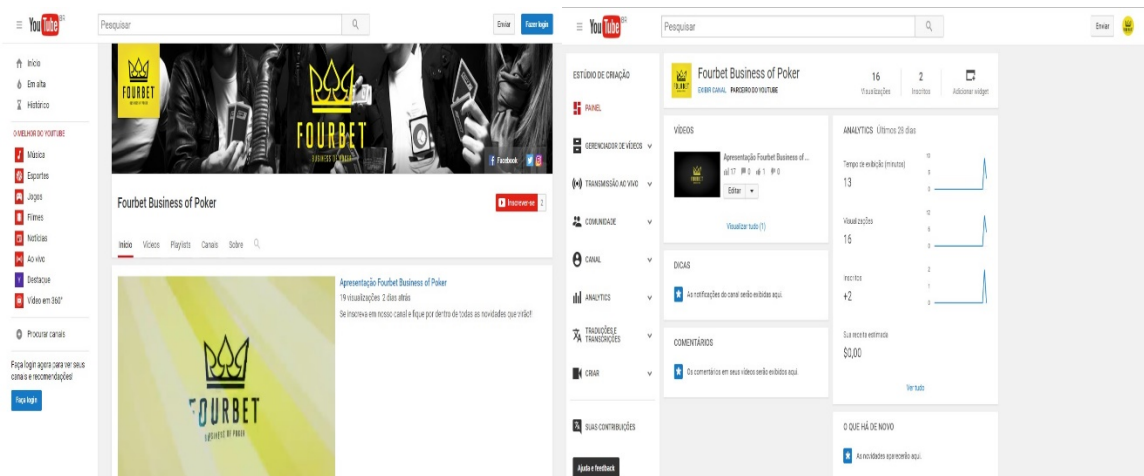 YouTube BR
Pesquisar
Enviar
Fazer login
Início
Em alta
Histórico
O MELHOR DO YOUTUBE
Música
Esportes
Jogos
Filmes
Notícias
Ao vivo
Destaque
Vídeo em 360°
Procurar canais
Faça login agora para ver seus
canais e recomendações!
Faça login
FOURBET
BUSINESS OF POKER
FOURBET
BUSINESS OF POKER
Facebook
Fourbet Business of Poker
Inscrever-se 2
Início Vídeos Playlists Canais Sobre
FOURBET
BUSINESS OF POKER
Apresentação Fourbet Business of Poker
19 visualizações 2 dias atrás
Se inscreva em nosso canal e fique por dentro de todas as novidades que virão!!
YouTube BR
Pesquisar
Enviar
ESTÚDIO DE CRIAÇÃO
PAINEL
GERENCIADOR DE VÍDEOS
TRANSMISSÃO AO VIVO
COMUNIDADE
CANAL
ANALYTICS
TRADUÇÕES E
TRANSCRIÇÕES
CRIAR
SUAS CONTRIBUIÇÕES
Ajuda e feedback
FOURBET
Fourbet Business of Poker
EXIBIR CANAL PARCEIRO DO YOUTUBE
16
Visualizações
2
Inscritos
Adicionar widget
VÍDEOS
FOURBET
Apresentação Fourbet Business of ...
17 0 1 0
Editar
Visualizar tudo (1)
DICAS
As notificações do canal serão exibidas aqui.
COMENTÁRIOS
Os comentários em seus vídeos serão exibidos aqui.
ANALYTICS Últimos 28 dias
Tempo de exibição (minutos)
13
Visualizações
16
Inscritos
+2
2
1
0
Sua receita estimada
$0,00
Ver tudo
O QUE HÁ DE NOVO
As novidades aparecerão aqui.